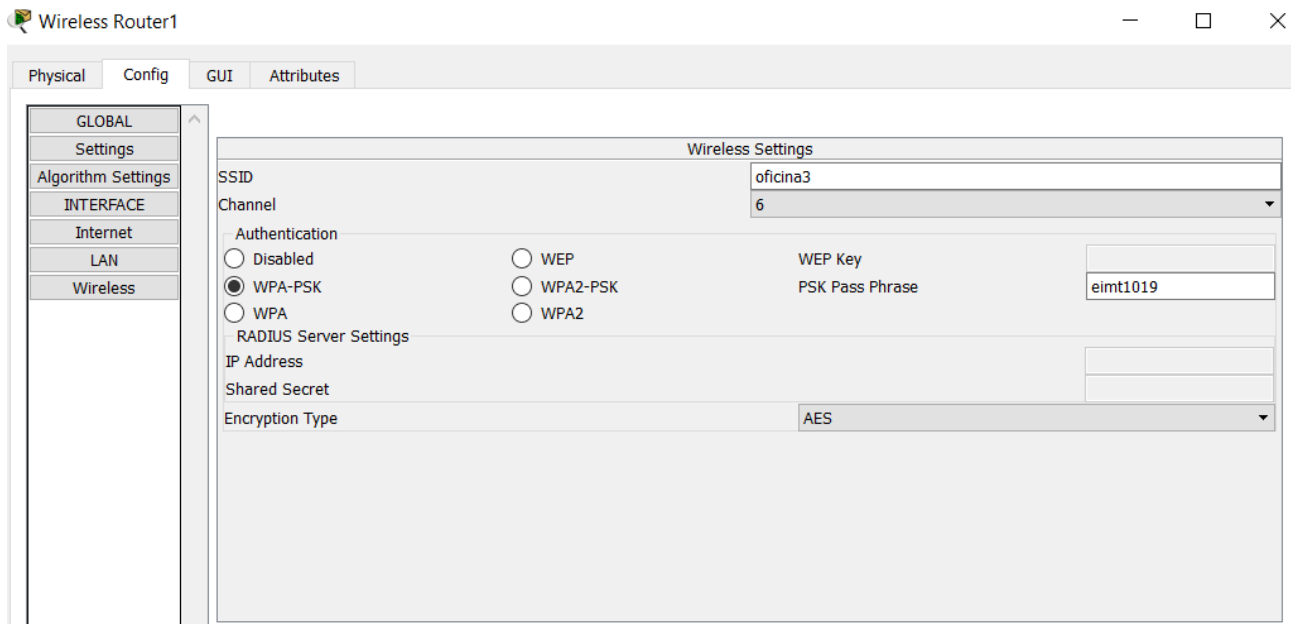 Wireless Router1
Physical Config GUI Attributes
GLOBAL
Settings
Algorithm Settings
INTERFACE
Internet
LAN
Wireless
Wireless Settings
SSID oficina3
Channel 6
Authentication
Disabled WEP WEP Key
WPA-PSK WPA2-PSK PSK Pass Phrase eimt1019
WPA WPA2
RADIUS Server Settings
IP Address
Shared Secret
Encryption Type AES